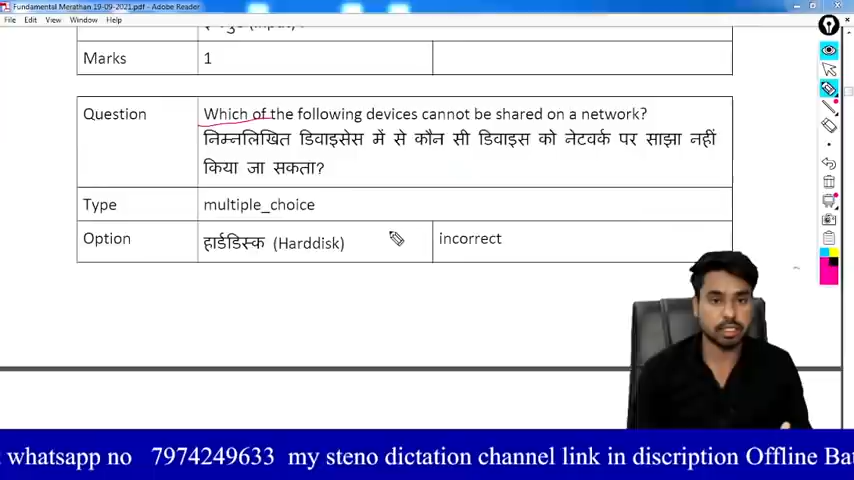 Fundamental Merathan 19-09-2021.pdf - Adobe Reader
File Edit View Window Help
Marks 1
Question Which of the following devices cannot be shared on a network?
निम्नलिखित डिवाइसेस में से कौन सी डिवाइस को नेटवर्क पर साझा नहीं
किया जा सकता?
Type multiple_choice
Option हार्डडिस्क (Harddisk) incorrect
whatsapp no 7974249633 my steno dictation channel link in discription Offline Ba